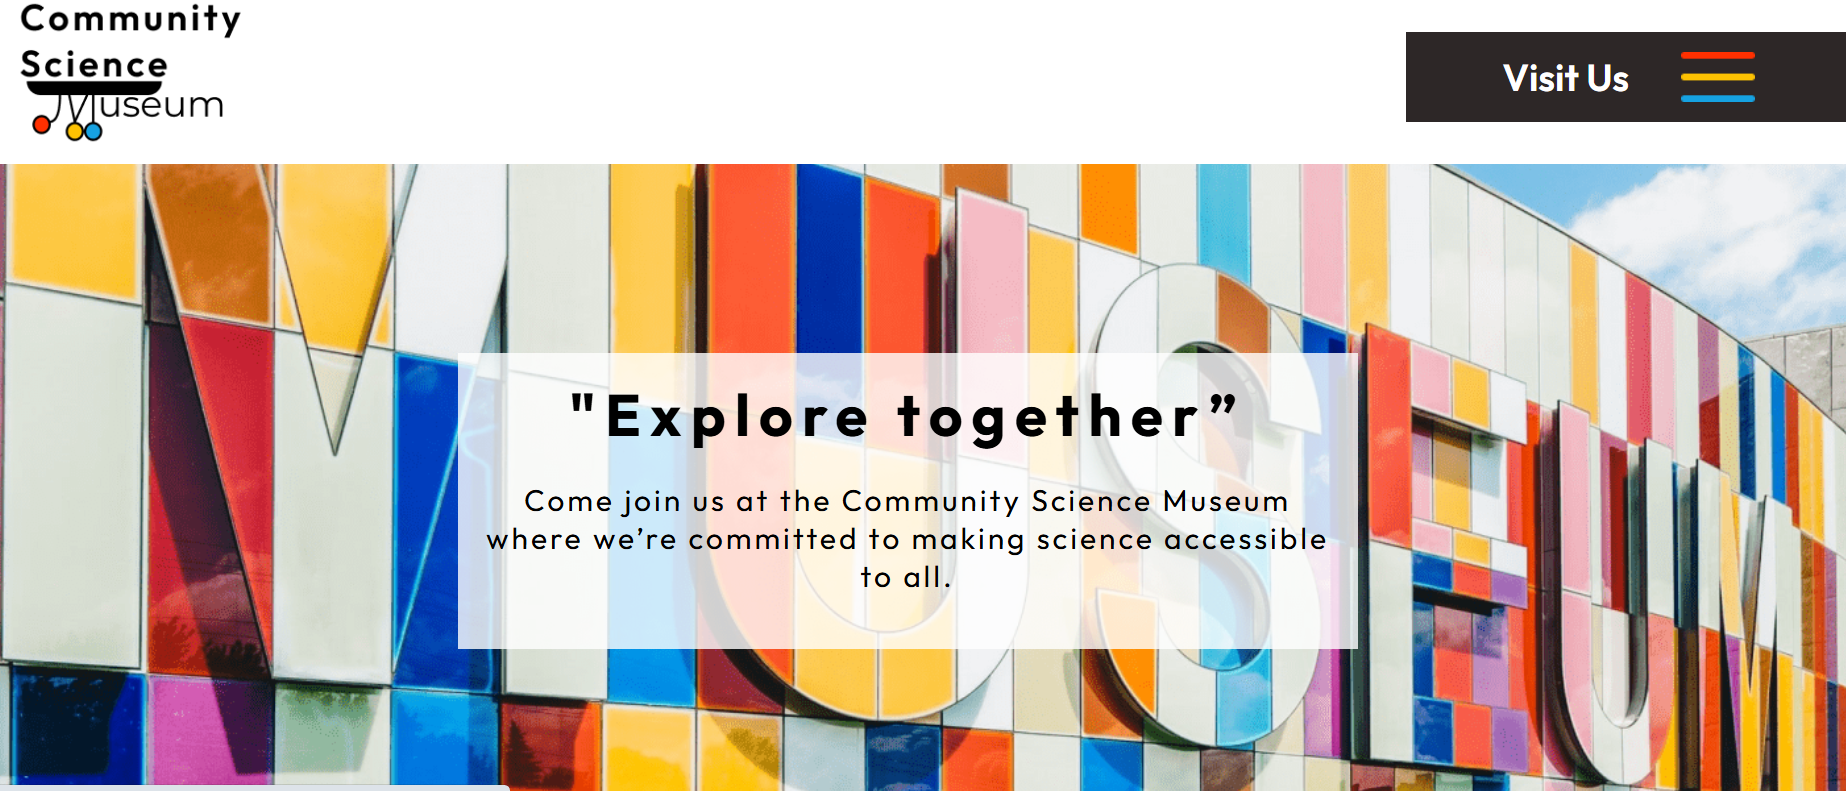 Community
Science
Museum
Visit Us
MUSEUM
"Explore together”
Come join us at the Community Science Museum
where we’re committed to making science accessible
to all.